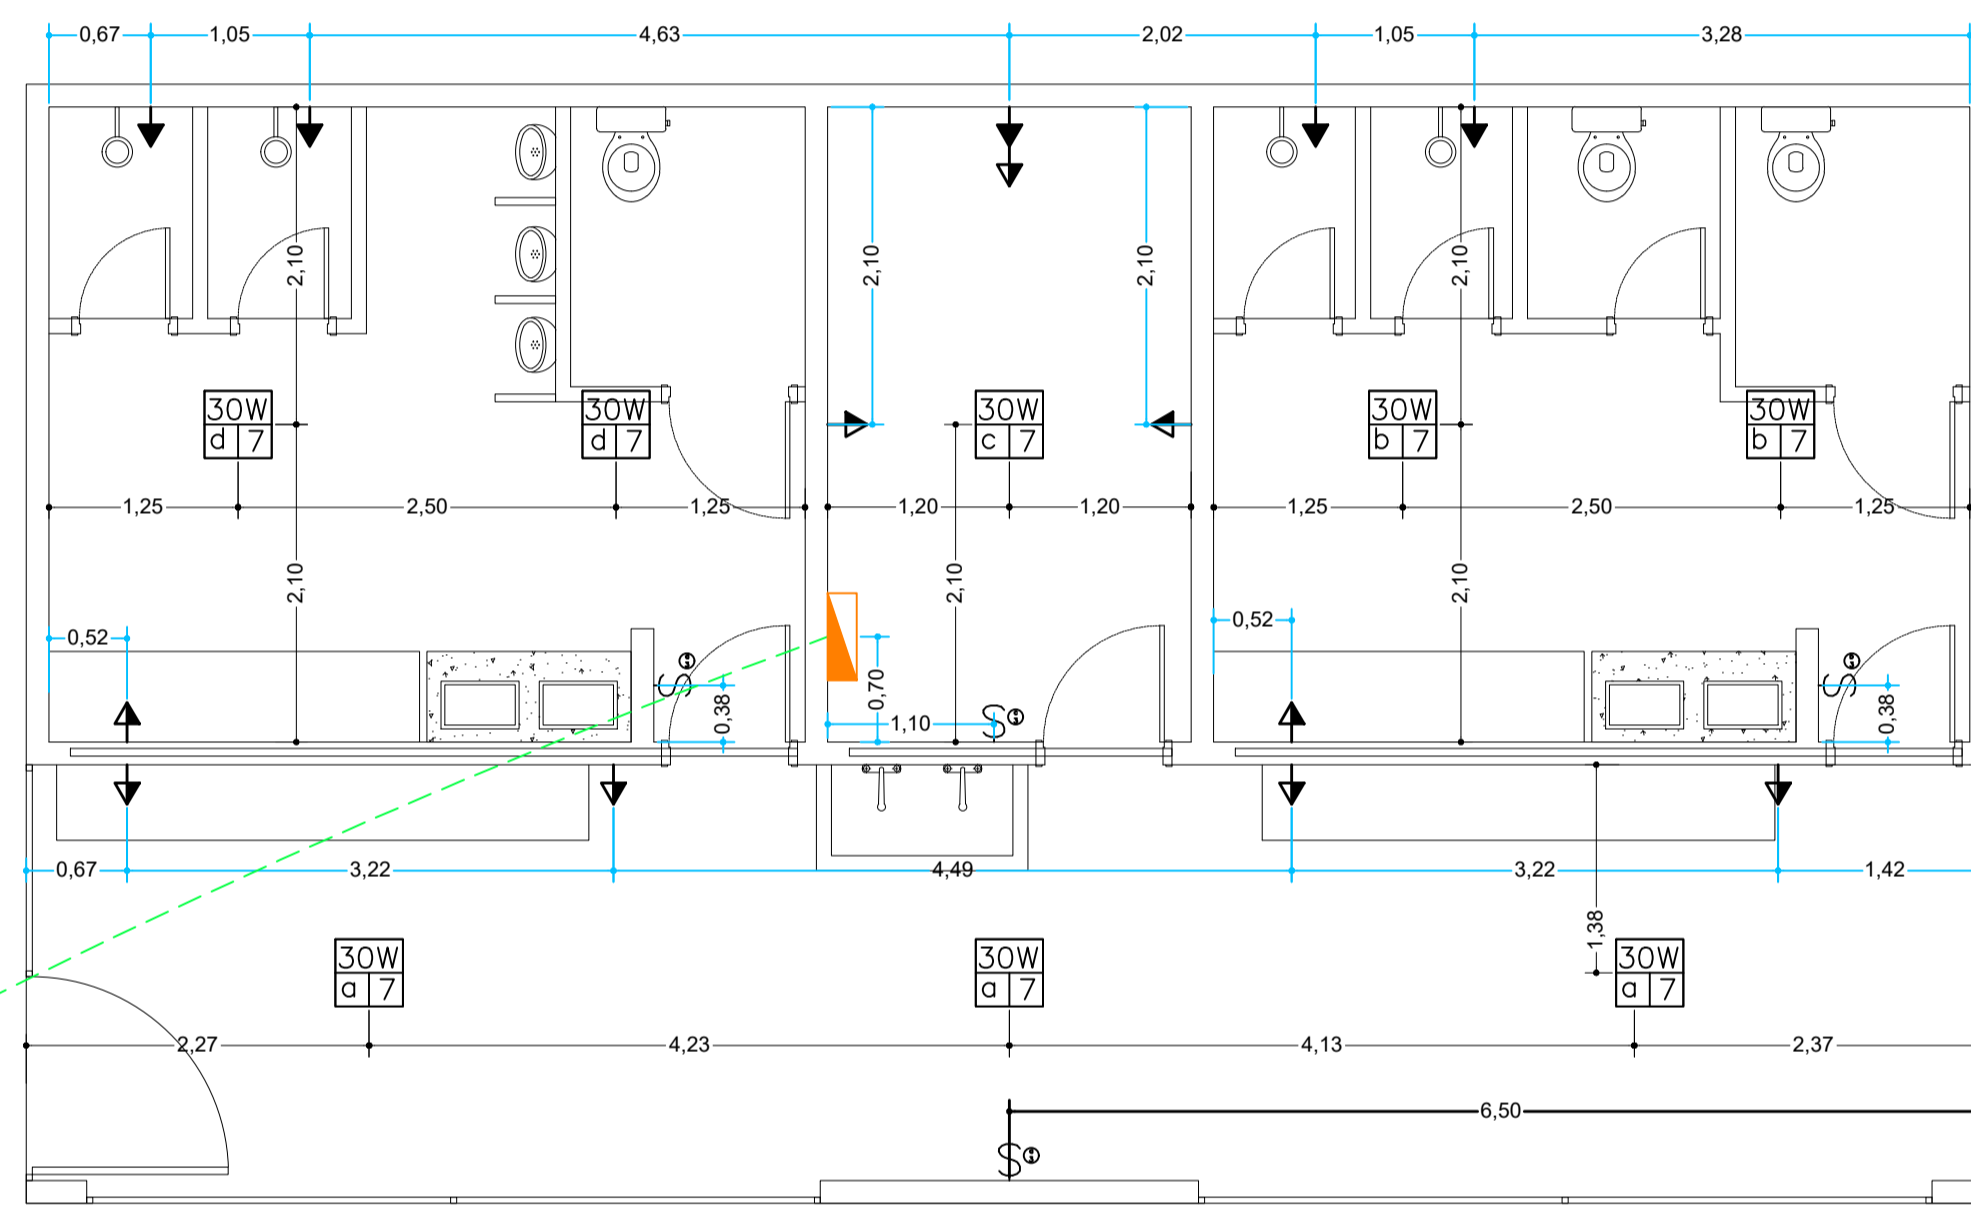 0,67 1,05 4,63 2,02 1,05 3,28
2,10 2,10 2,10 2,10
30W 30W 30W 30W 30W
d 7 d 7 c 7 b 7 b 7
1,25 2,50 1,25 1,20 1,20 1,25 2,50 1,25
2,10 2,10 2,10
0,52 0,52
S S
0,38 0,70 0,38
1,10 S
0,67 3,22 4,49 3,22 1,42
1,38
30W 30W 30W
a 7 a 7 a 7
2,27 4,23 4,13 2,37
6,50
S